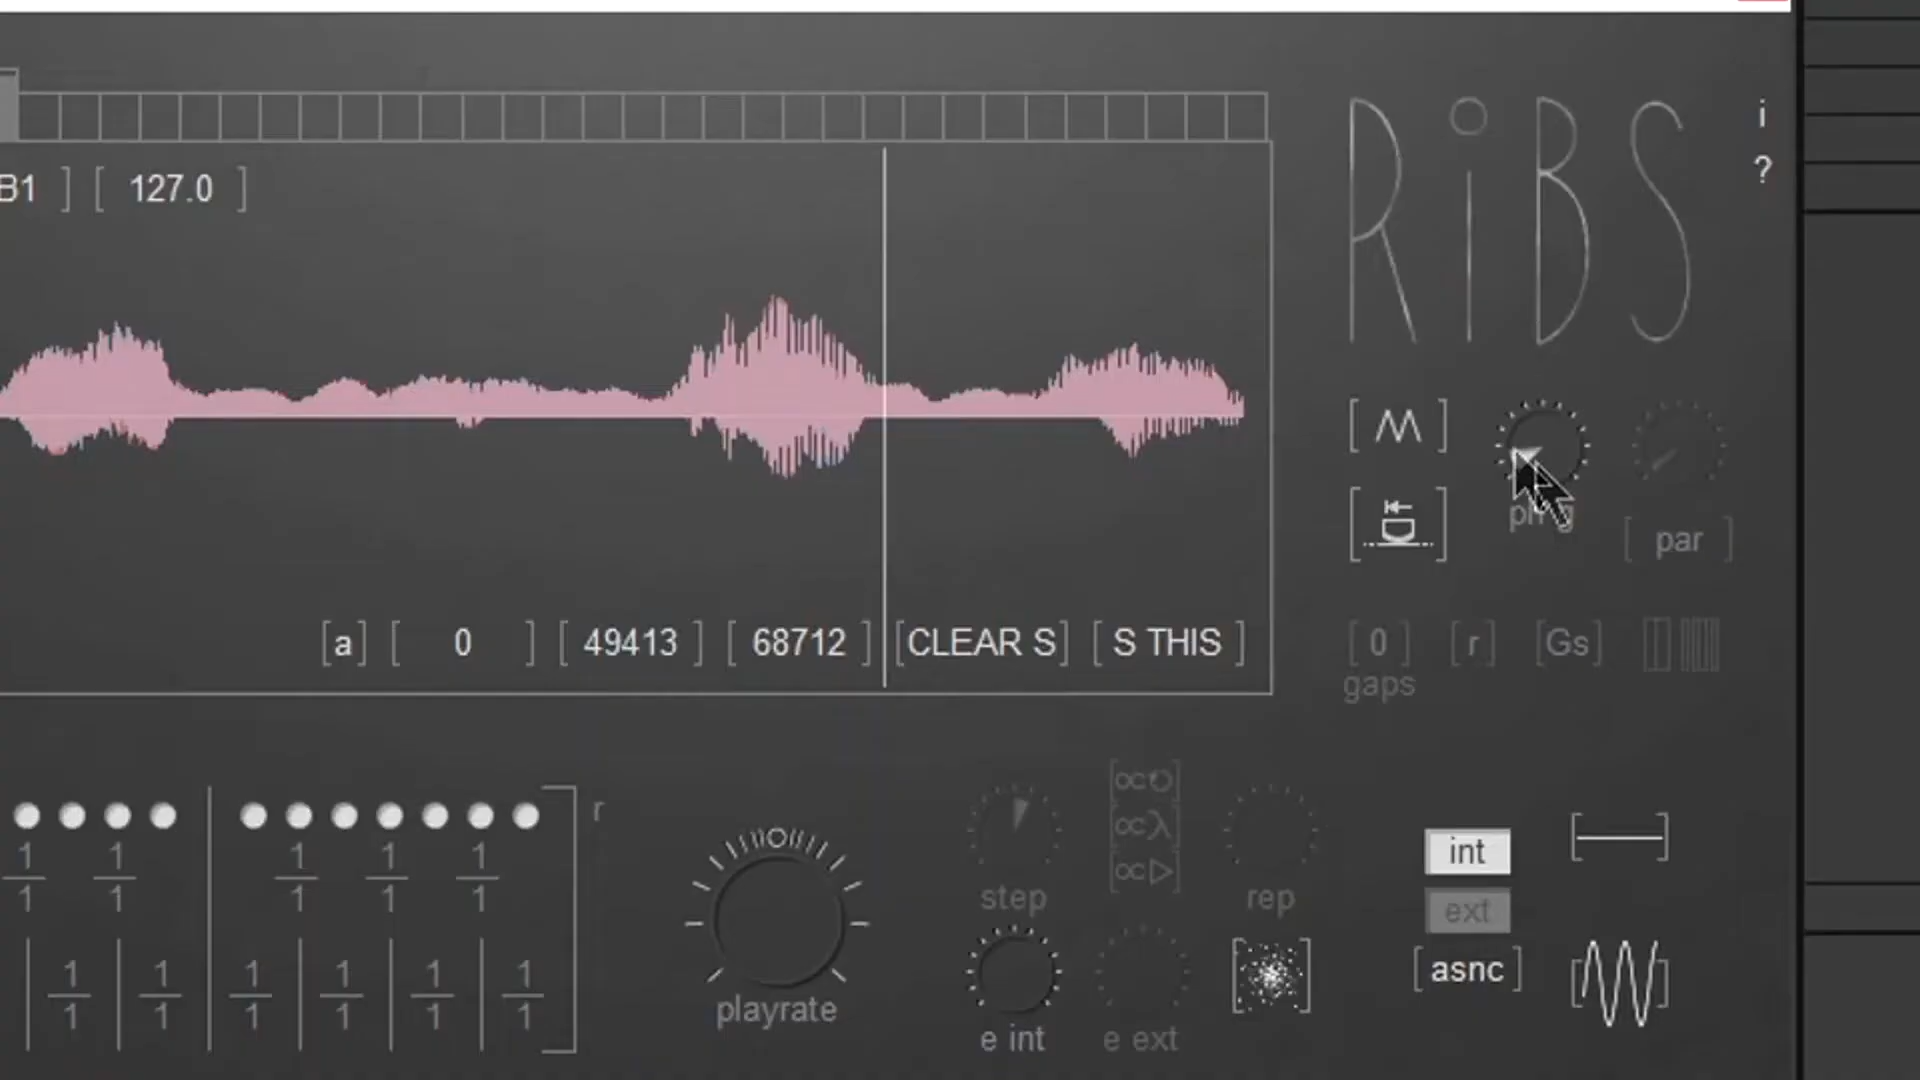 RiBS
i
?
B1 ] [ 127.0 ]
[ par ]
[a] [ 0 ] [ 49413 ] [ 68712 ] [CLEAR S] [ S THIS ]
[ 0 ] [ r ] [Gs]
gaps
r
1 1 1 1 1
1 1 1 1 1
1 1 1 1 1 1
1 1 1 1 1 1
playrate
step
rep
e int
e ext
int
ext
[ asnc ]